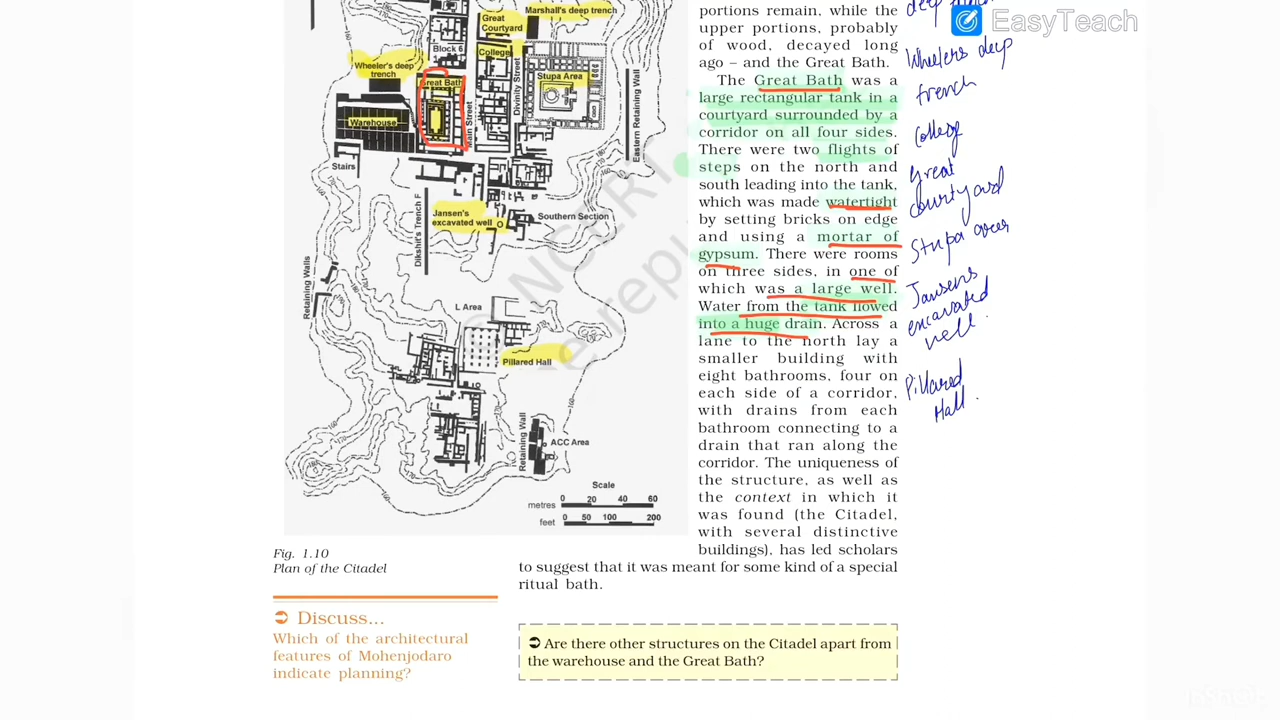 Great
Courtyard
Marshall's deep trench
Block 6
College
Wheeler's deep
trench
Great Bath
Stupa Area
Divinity Street
Main Street
Eastern Retaining Wall
Warehouse
Stairs
Jansen's
excavated well
Southern Section
Dikshit's Trench F
Retaining Walls
L Area
Pillared Hall
Retaining Wall
ACC Area
Scale
metres 0 20 40 60
feet 0 50 100 200
Fig. 1.10
Plan of the Citadel
➲ Discuss...
Which of the architectural
features of Mohenjodaro
indicate planning?
portions remain, while the
upper portions, probably
of wood, decayed long
ago – and the Great Bath.
The Great Bath was a
large rectangular tank in a
courtyard surrounded by a
corridor on all four sides.
There were two flights of
steps on the north and
south leading into the tank,
which was made watertight
by setting bricks on edge
and using a mortar of
gypsum. There were rooms
on three sides, in one of
which was a large well.
Water from the tank flowed
into a huge drain. Across a
lane to the north lay a
smaller building with
eight bathrooms, four on
each side of a corridor,
with drains from each
bathroom connecting to a
drain that ran along the
corridor. The uniqueness of
the structure, as well as
the context in which it
was found (the Citadel,
with several distinctive
buildings), has led scholars
to suggest that it was meant for some kind of a special
ritual bath.
➲ Are there other structures on the Citadel apart from
the warehouse and the Great Bath?
EasyTeach
deep trench
Wheelers deep
trench
College
Great
courtyard
Stupa area
Jansens
excavated
well.
Pillared
Hall.